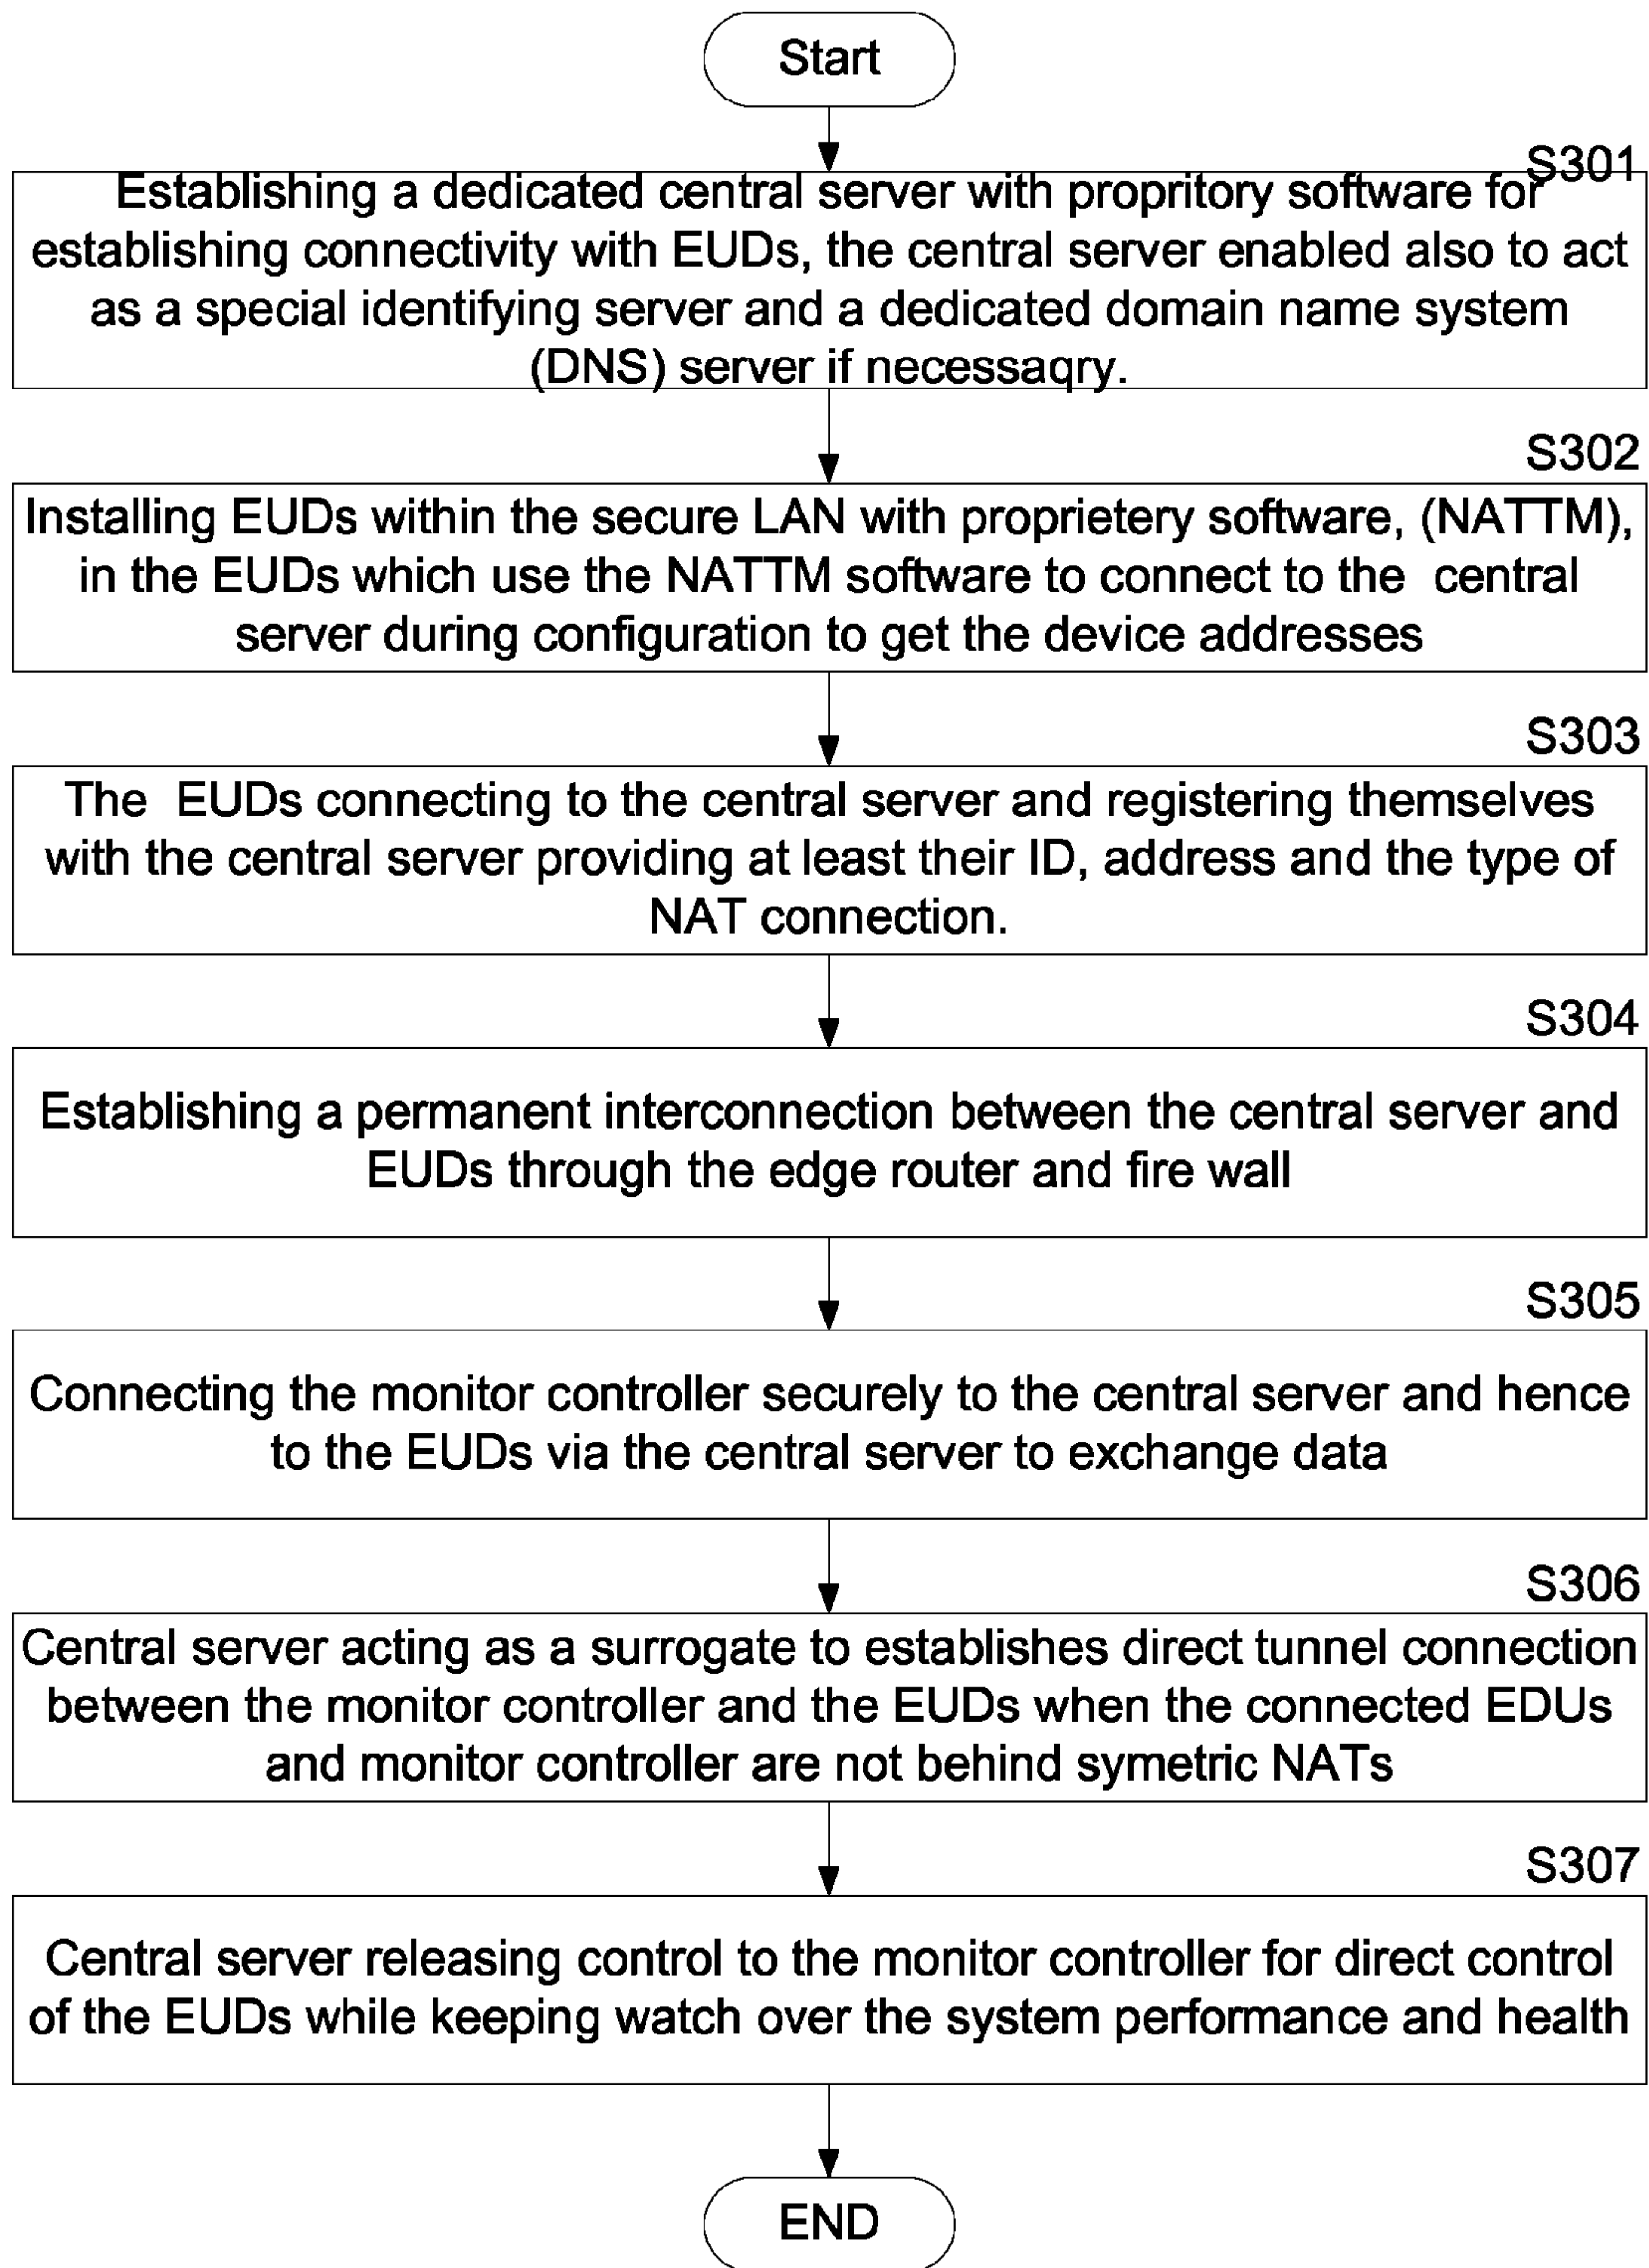 Start
S301
Establishing a dedicated central server with propritory software for
establishing connectivity with EUDs, the central server enabled also to act
as a special identifying server and a dedicated domain name system
(DNS) server if necessaqry.
S302
Installing EUDs within the secure LAN with proprietery software, (NATTM),
in the EUDs which use the NATTM software to connect to the central
server during configuration to get the device addresses
S303
The EUDs connecting to the central server and registering themselves
with the central server providing at least their ID, address and the type of
NAT connection.
S304
Establishing a permanent interconnection between the central server and
EUDs through the edge router and fire wall
S305
Connecting the monitor controller securely to the central server and hence
to the EUDs via the central server to exchange data
S306
Central server acting as a surrogate to establishes direct tunnel connection
between the monitor controller and the EUDs when the connected EDUs
and monitor controller are not behind symetric NATs
S307
Central server releasing control to the monitor controller for direct control
of the EUDs while keeping watch over the system performance and health
END